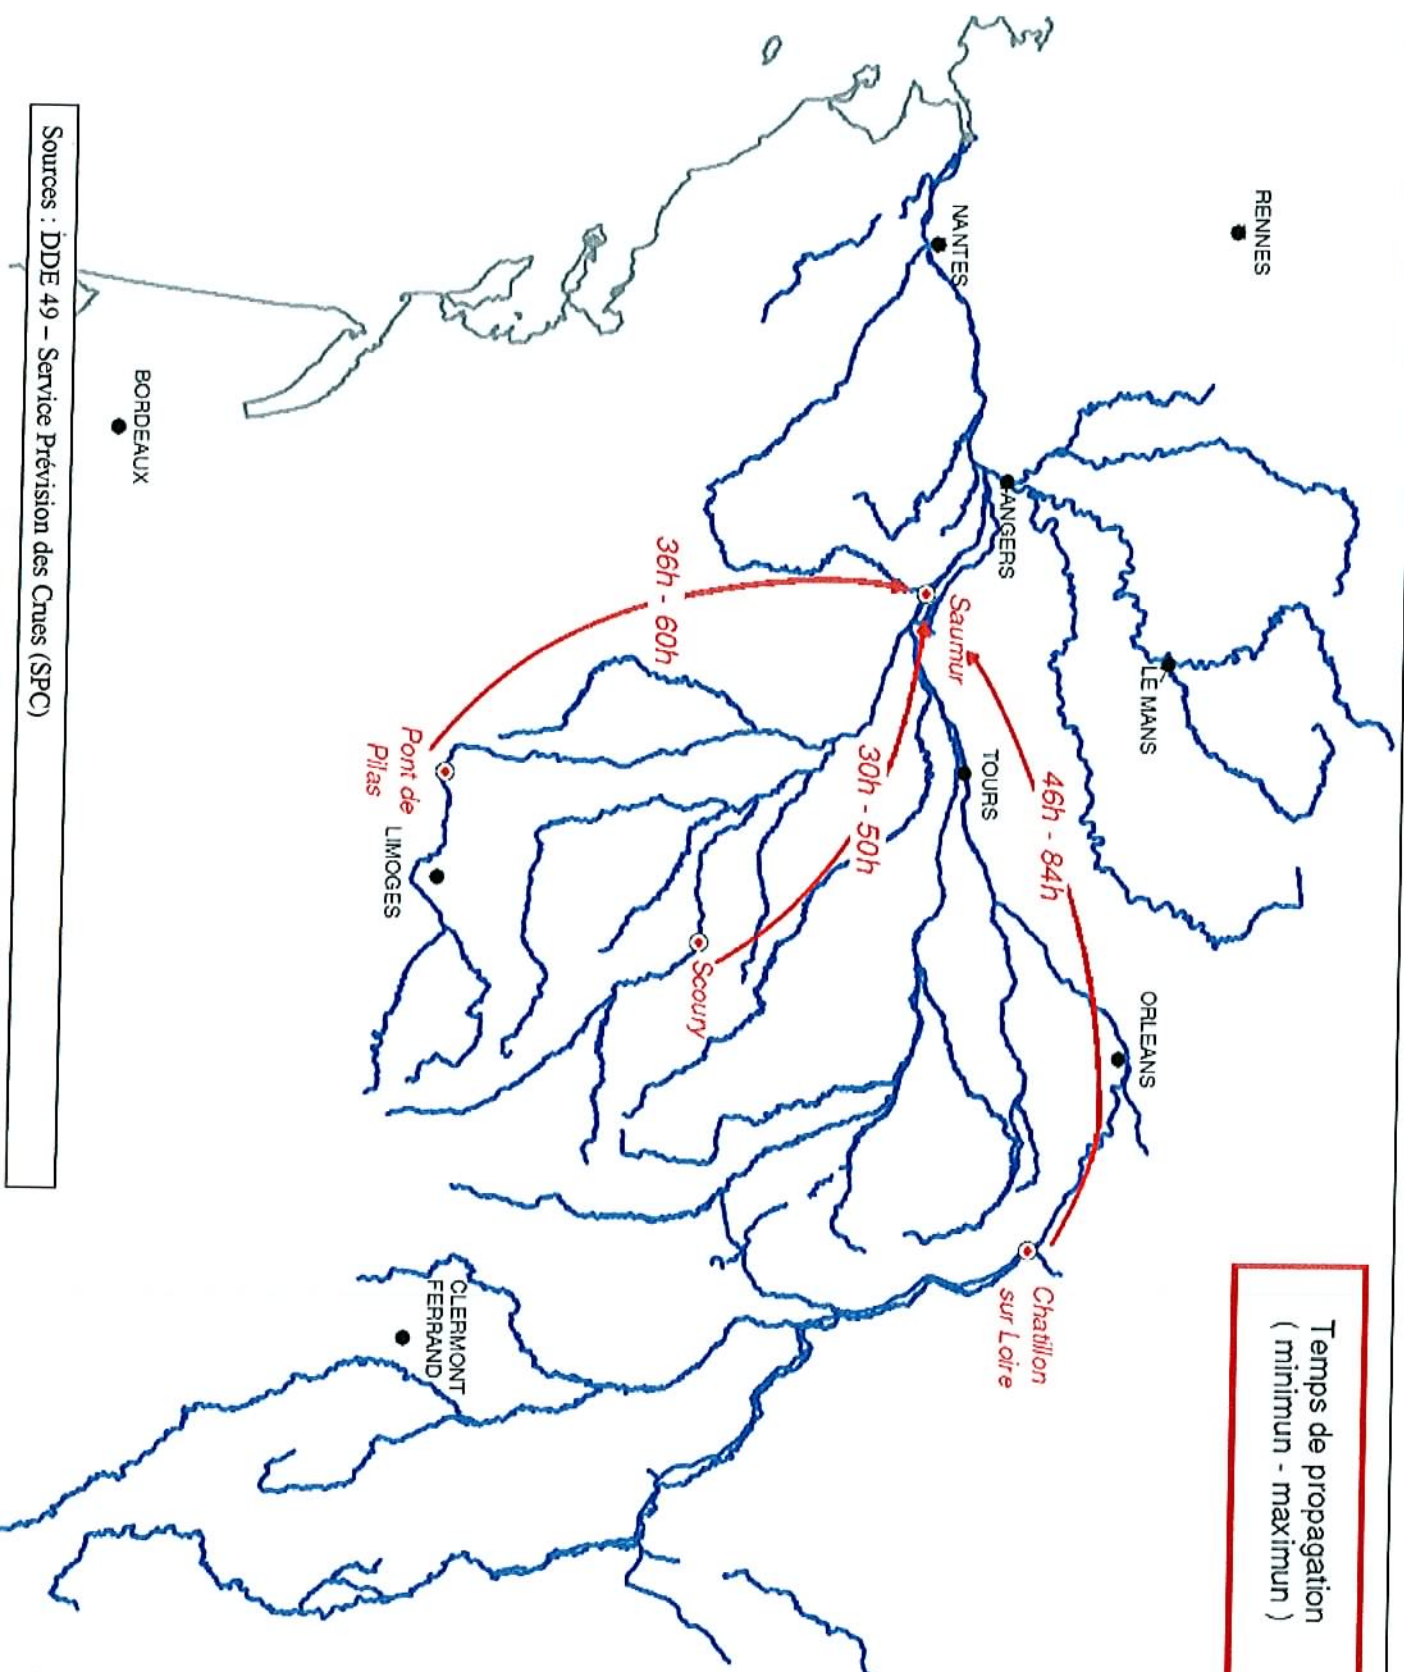 Temps de propagation
( minimun - maximun )
RENNES
NANTES
ANGERS
LE MANS
Saumur
TOURS
ORLEANS
46h - 84h
Chatillon
sur Loire
30h - 50h
36h - 60h
Scoury
Pont de
Pilas
LIMOGES
CLERMONT
FERRAND
BORDEAUX
Sources : DDE 49 – Service Prévision des Crues (SPC)